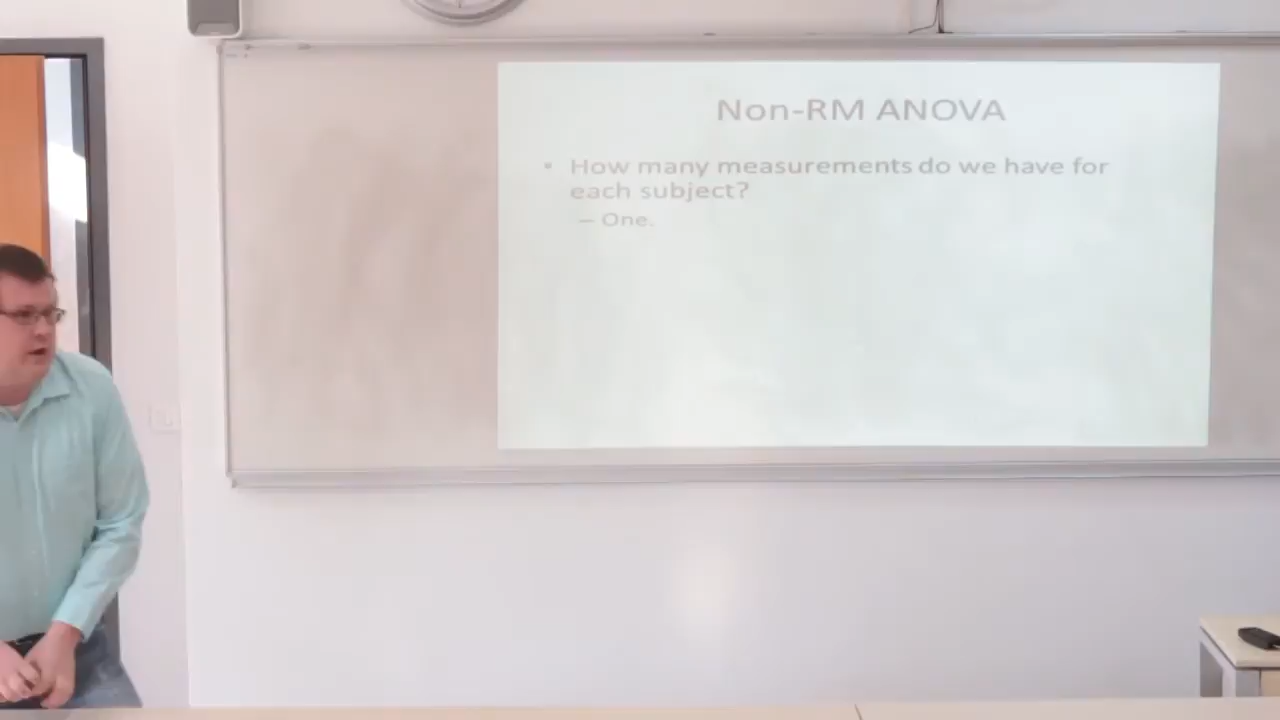 Non-RM ANOVA
• How many measurements do we have for
each subject?
– One.